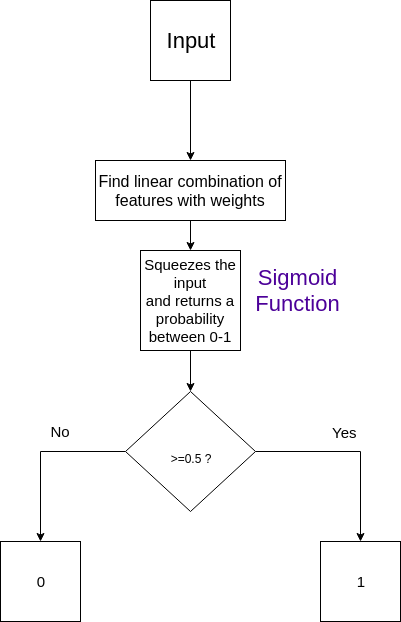 Input
Find linear combination of
features with weights
Squeezes the
input
and returns a
probability
between 0-1
Sigmoid
Function
No
Yes
>=0.5 ?
0
1